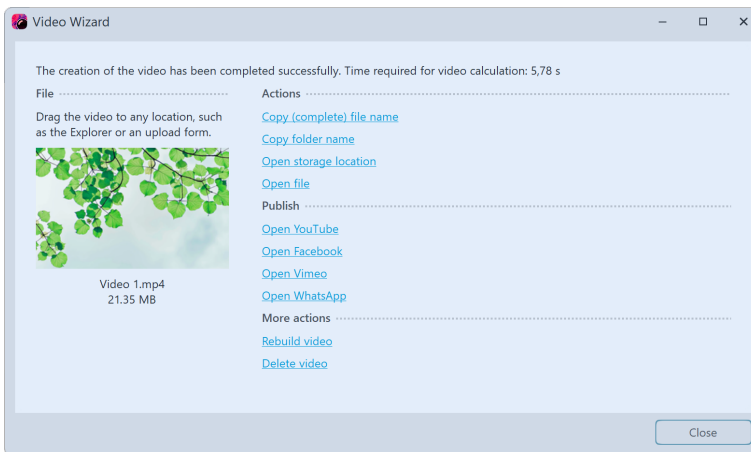 Video Wizard
The creation of the video has been completed successfully. Time required for video calculation: 5,78 s
File
Drag the video to any location, such
as the Explorer or an upload form.
Video 1.mp4
21.35 MB
Actions
Copy (complete) file name
Copy folder name
Open storage location
Open file
Publish
Open YouTube
Open Facebook
Open Vimeo
Open WhatsApp
More actions
Rebuild video
Delete video
Close